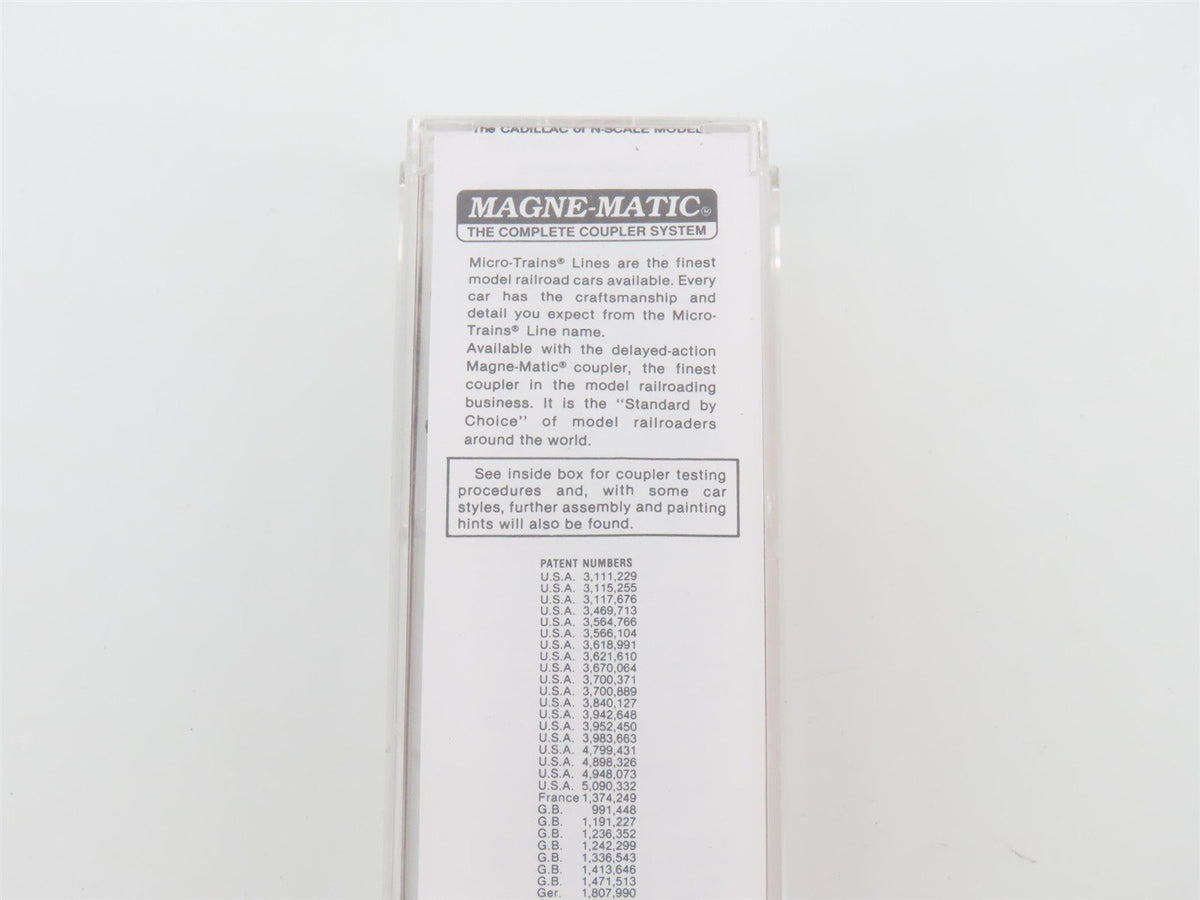 The CADILLAC of N-SCALE MODEL
MAGNE-MATIC
THE COMPLETE COUPLER SYSTEM
Micro-Trains® Lines are the finest
model railroad cars available. Every
car has the craftsmanship and
detail you expect from the Micro-
Trains® Line name.
Available with the delayed-action
Magne-Matic® coupler, the finest
coupler in the model railroading
business. It is the "Standard by
Choice" of model railroaders
around the world.
See inside box for coupler testing
procedures and, with some car
styles, further assembly and painting
hints will also be found.
PATENT NUMBERS
U.S.A. 3,111,229
U.S.A. 3,115,255
U.S.A. 3,117,676
U.S.A. 3,469,713
U.S.A. 3,564,766
U.S.A. 3,566,104
U.S.A. 3,618,991
U.S.A. 3,621,610
U.S.A. 3,670,064
U.S.A. 3,700,371
U.S.A. 3,700,889
U.S.A. 3,840,127
U.S.A. 3,942,648
U.S.A. 3,952,450
U.S.A. 3,983,663
U.S.A. 4,799,431
U.S.A. 4,898,326
U.S.A. 4,948,073
U.S.A. 5,090,332
France 1,374,249
G.B. 991,448
G.B. 1,191,227
G.B. 1,236,352
G.B. 1,242,299
G.B. 1,336,543
G.B. 1,413,646
G.B. 1,471,513
Ger. 1,807,990